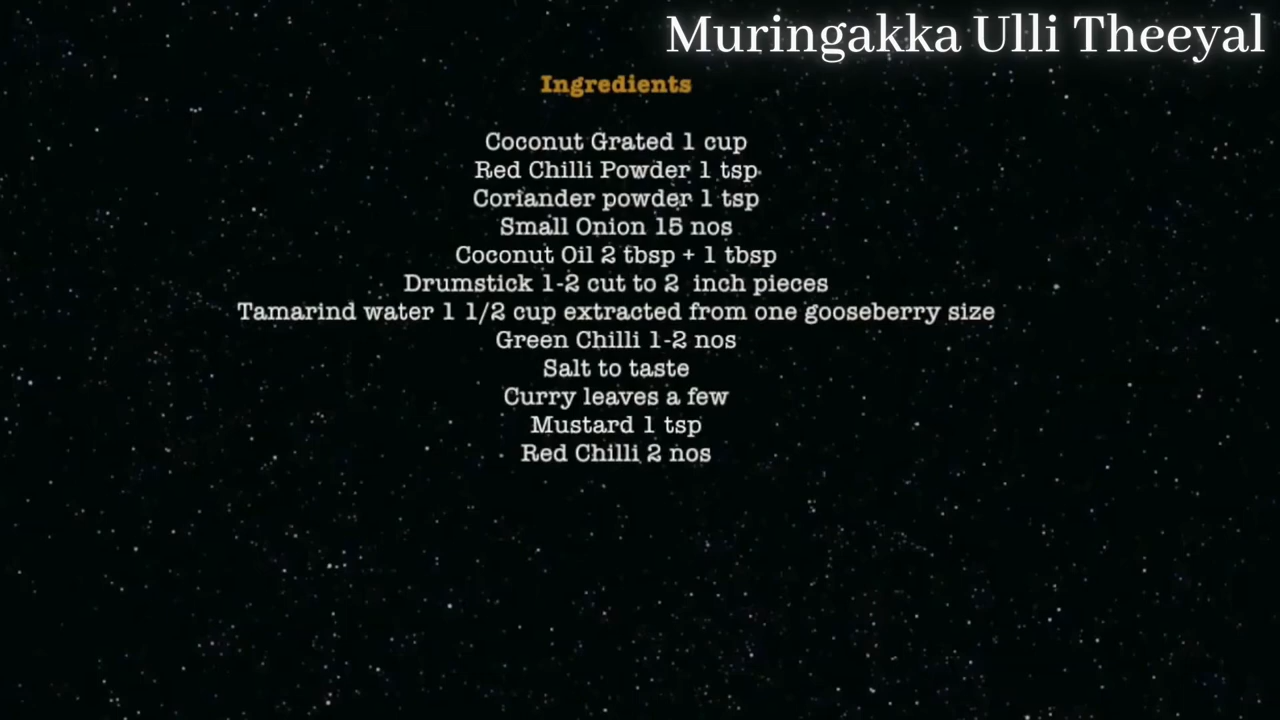 Muringakka Ulli Theeyal
Ingredients
Coconut Grated 1 cup
Red Chilli Powder 1 tsp
Coriander powder 1 tsp
Small Onion 15 nos
Coconut Oil 2 tbsp + 1 tbsp
Drumstick 1-2 cut to 2 inch pieces
Tamarind water 1 1/2 cup extracted from one gooseberry size
Green Chilli 1-2 nos
Salt to taste
Curry leaves a few
Mustard 1 tsp
Red Chilli 2 nos